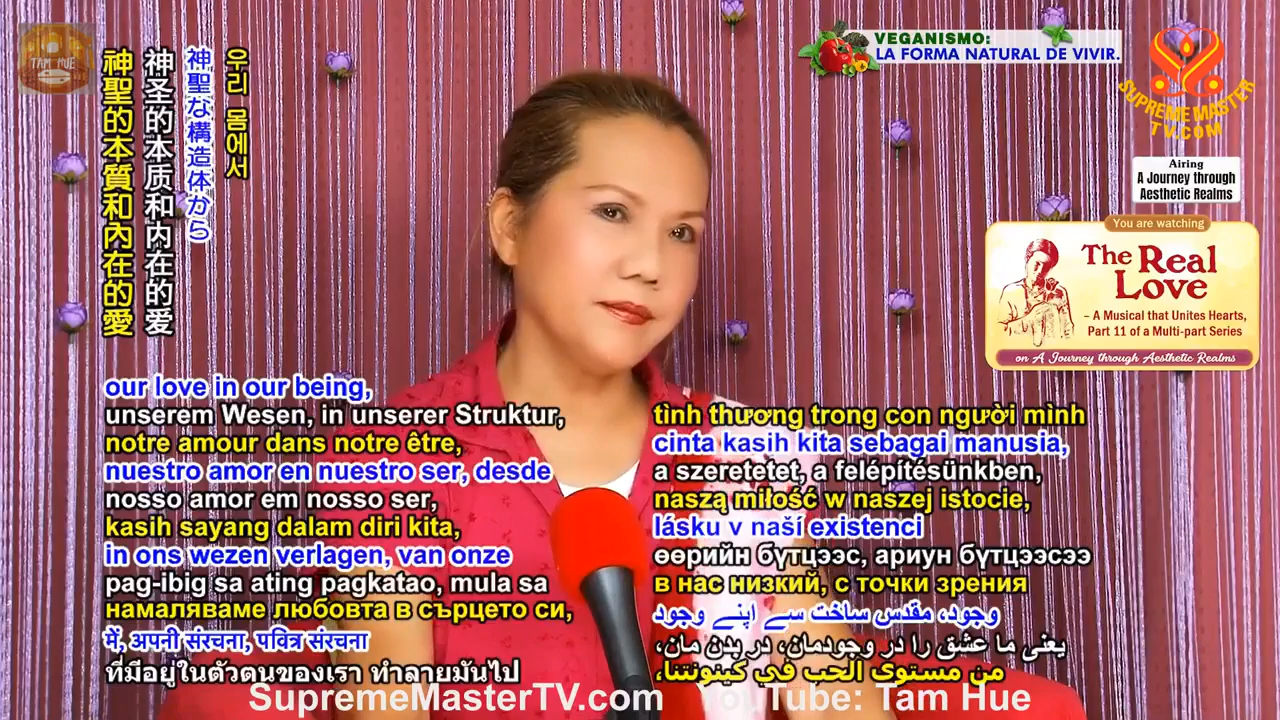 TAM HUE
VEGANISMO:
LA FORMA NATURAL DE VIVIR.
SUPREME MASTER
TV.COM
Airing
A Journey through
Aesthetic Realms
You are watching
The Real
Love
– A Musical that Unites Hearts,
Part 11 of a Multi-part Series
on A Journey through Aesthetic Realms
우리 몸에서
神聖な構造体から
神圣的本质和内在的爱
神聖的本質和內在的愛
our love in our being,
unserem Wesen, in unserer Struktur,
notre amour dans notre être,
nuestro amor en nuestro ser, desde
nosso amor em nosso ser,
kasih sayang dalam diri kita,
in ons wezen verlagen, van onze
pag-ibig sa ating pagkatao, mula sa
намаляваме любовта в сърцето си,
में, अपनी संरचना, पवित्र संरचना
ที่มีอยู่ในตัวตนของเรา ทำลายมันไป
tình thương trong con người mình
cinta kasih kita sebagai manusia,
a szeretetet, a felépítésünkben,
naszą miłość w naszej istocie,
lásku v naší existenci
өөрийн бүтцээс, ариун бүтцээсээ
в нас низкий, с точки зрения
وجود، مقدس ساخت سے اپنے وجود
یعنی ما عشق را در وجودمان، در بدن مان،
من مستوى الحب في كينونتنا،
SupremeMasterTV.com YouTube: Tam Hue